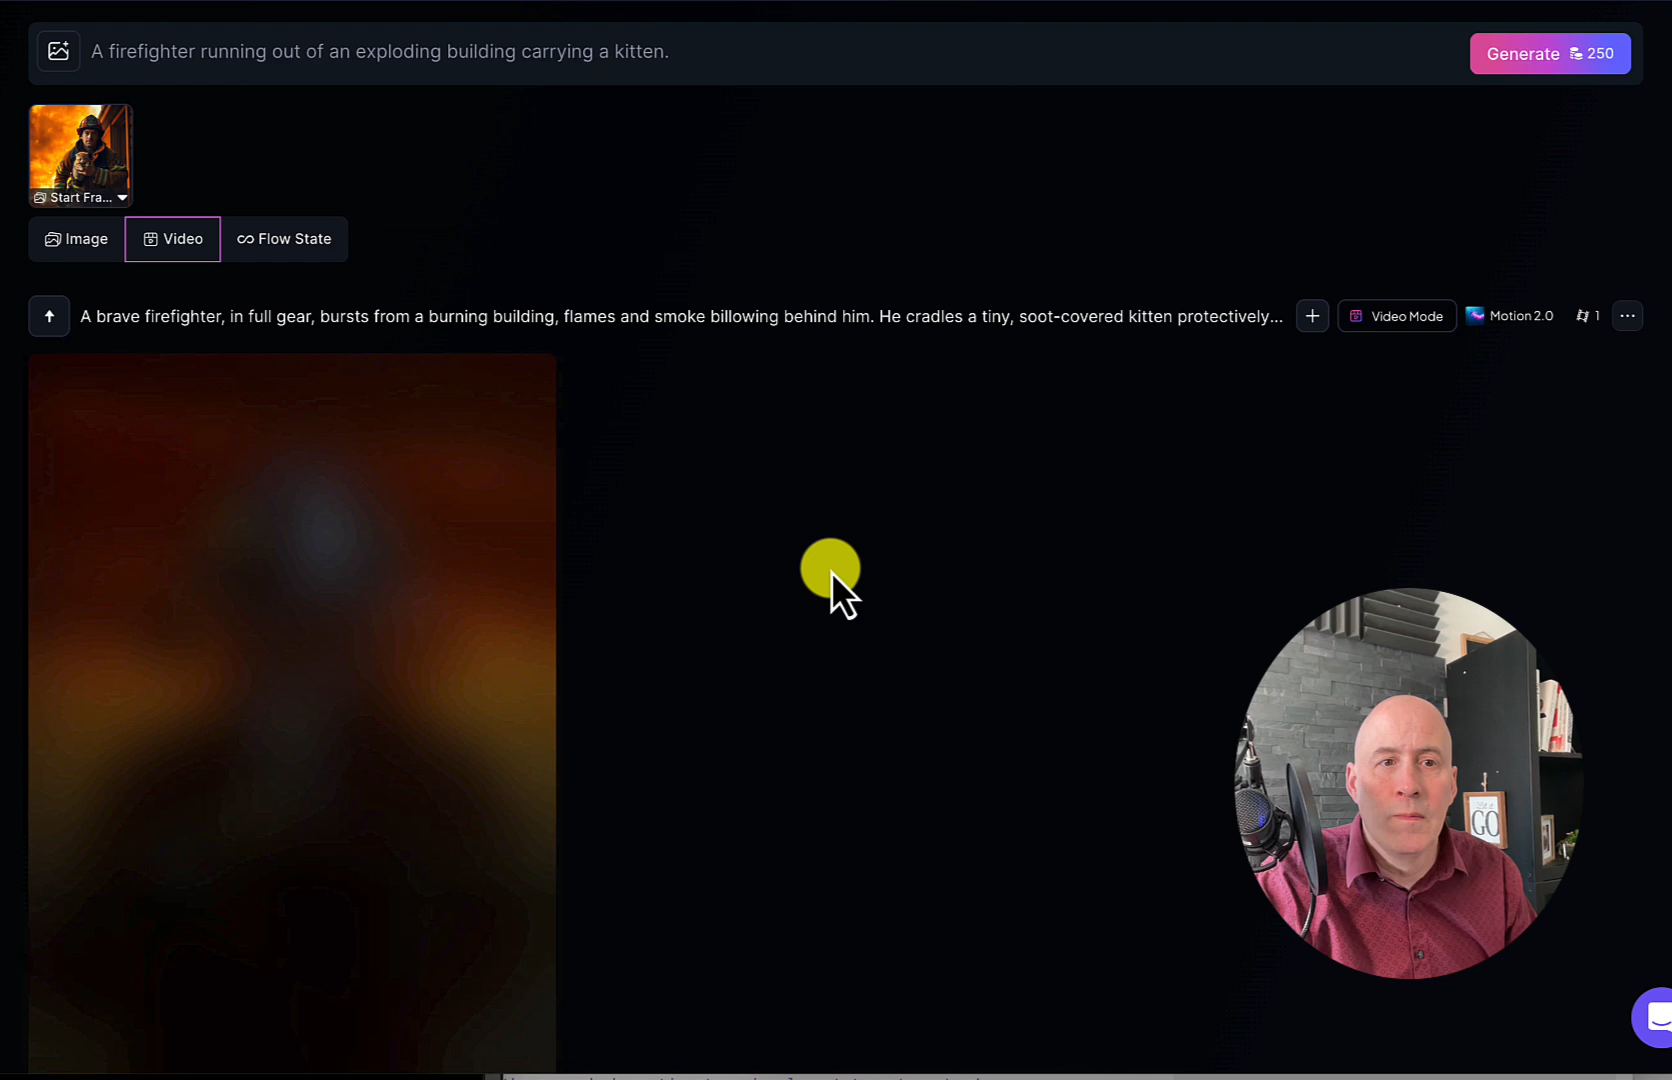 A firefighter running out of an exploding building carrying a kitten.
Generate 250
Start Fra...
Image
Video
Flow State
A brave firefighter, in full gear, bursts from a burning building, flames and smoke billowing behind him. He cradles a tiny, soot-covered kitten protectively...
Video Mode
Motion 2.0
1
GO